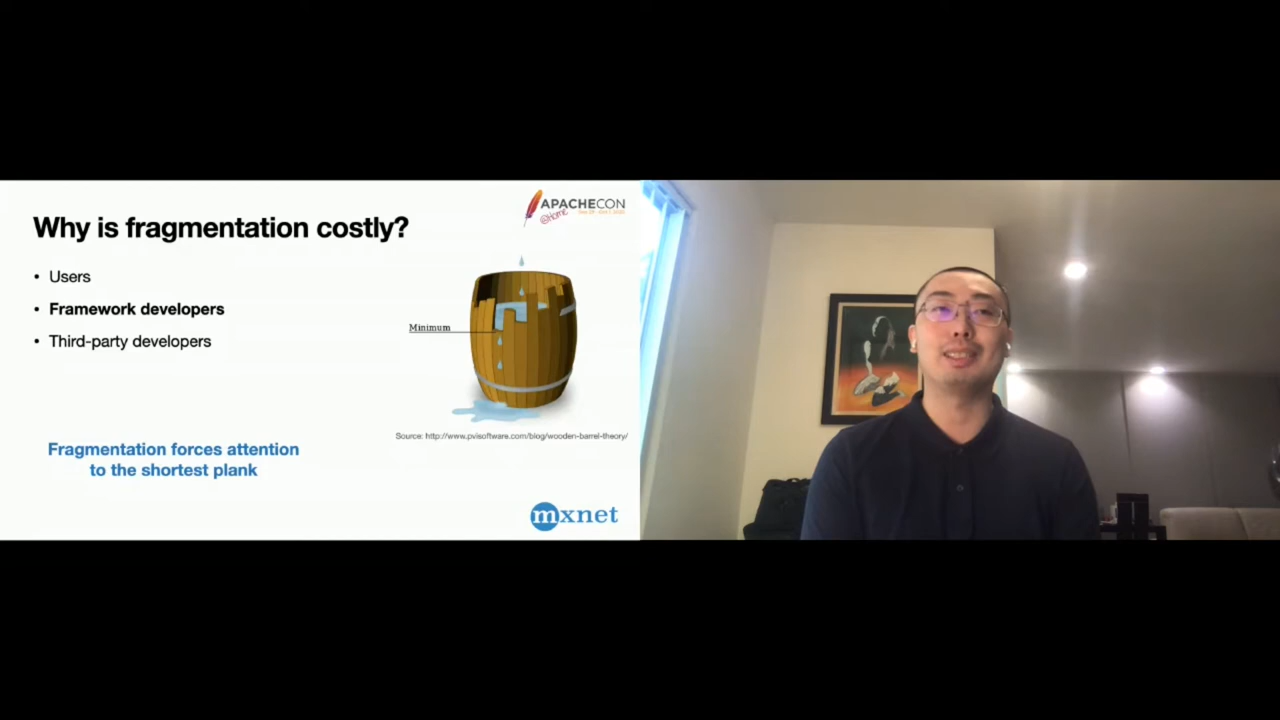 APACHECON
@Home
Why is fragmentation costly?
• Users
• Framework developers
• Third-party developers
Minimum
Source: http://www.pvisoftware.com/blog/wooden-barrel-theory/
Fragmentation forces attention
to the shortest plank
mxnet